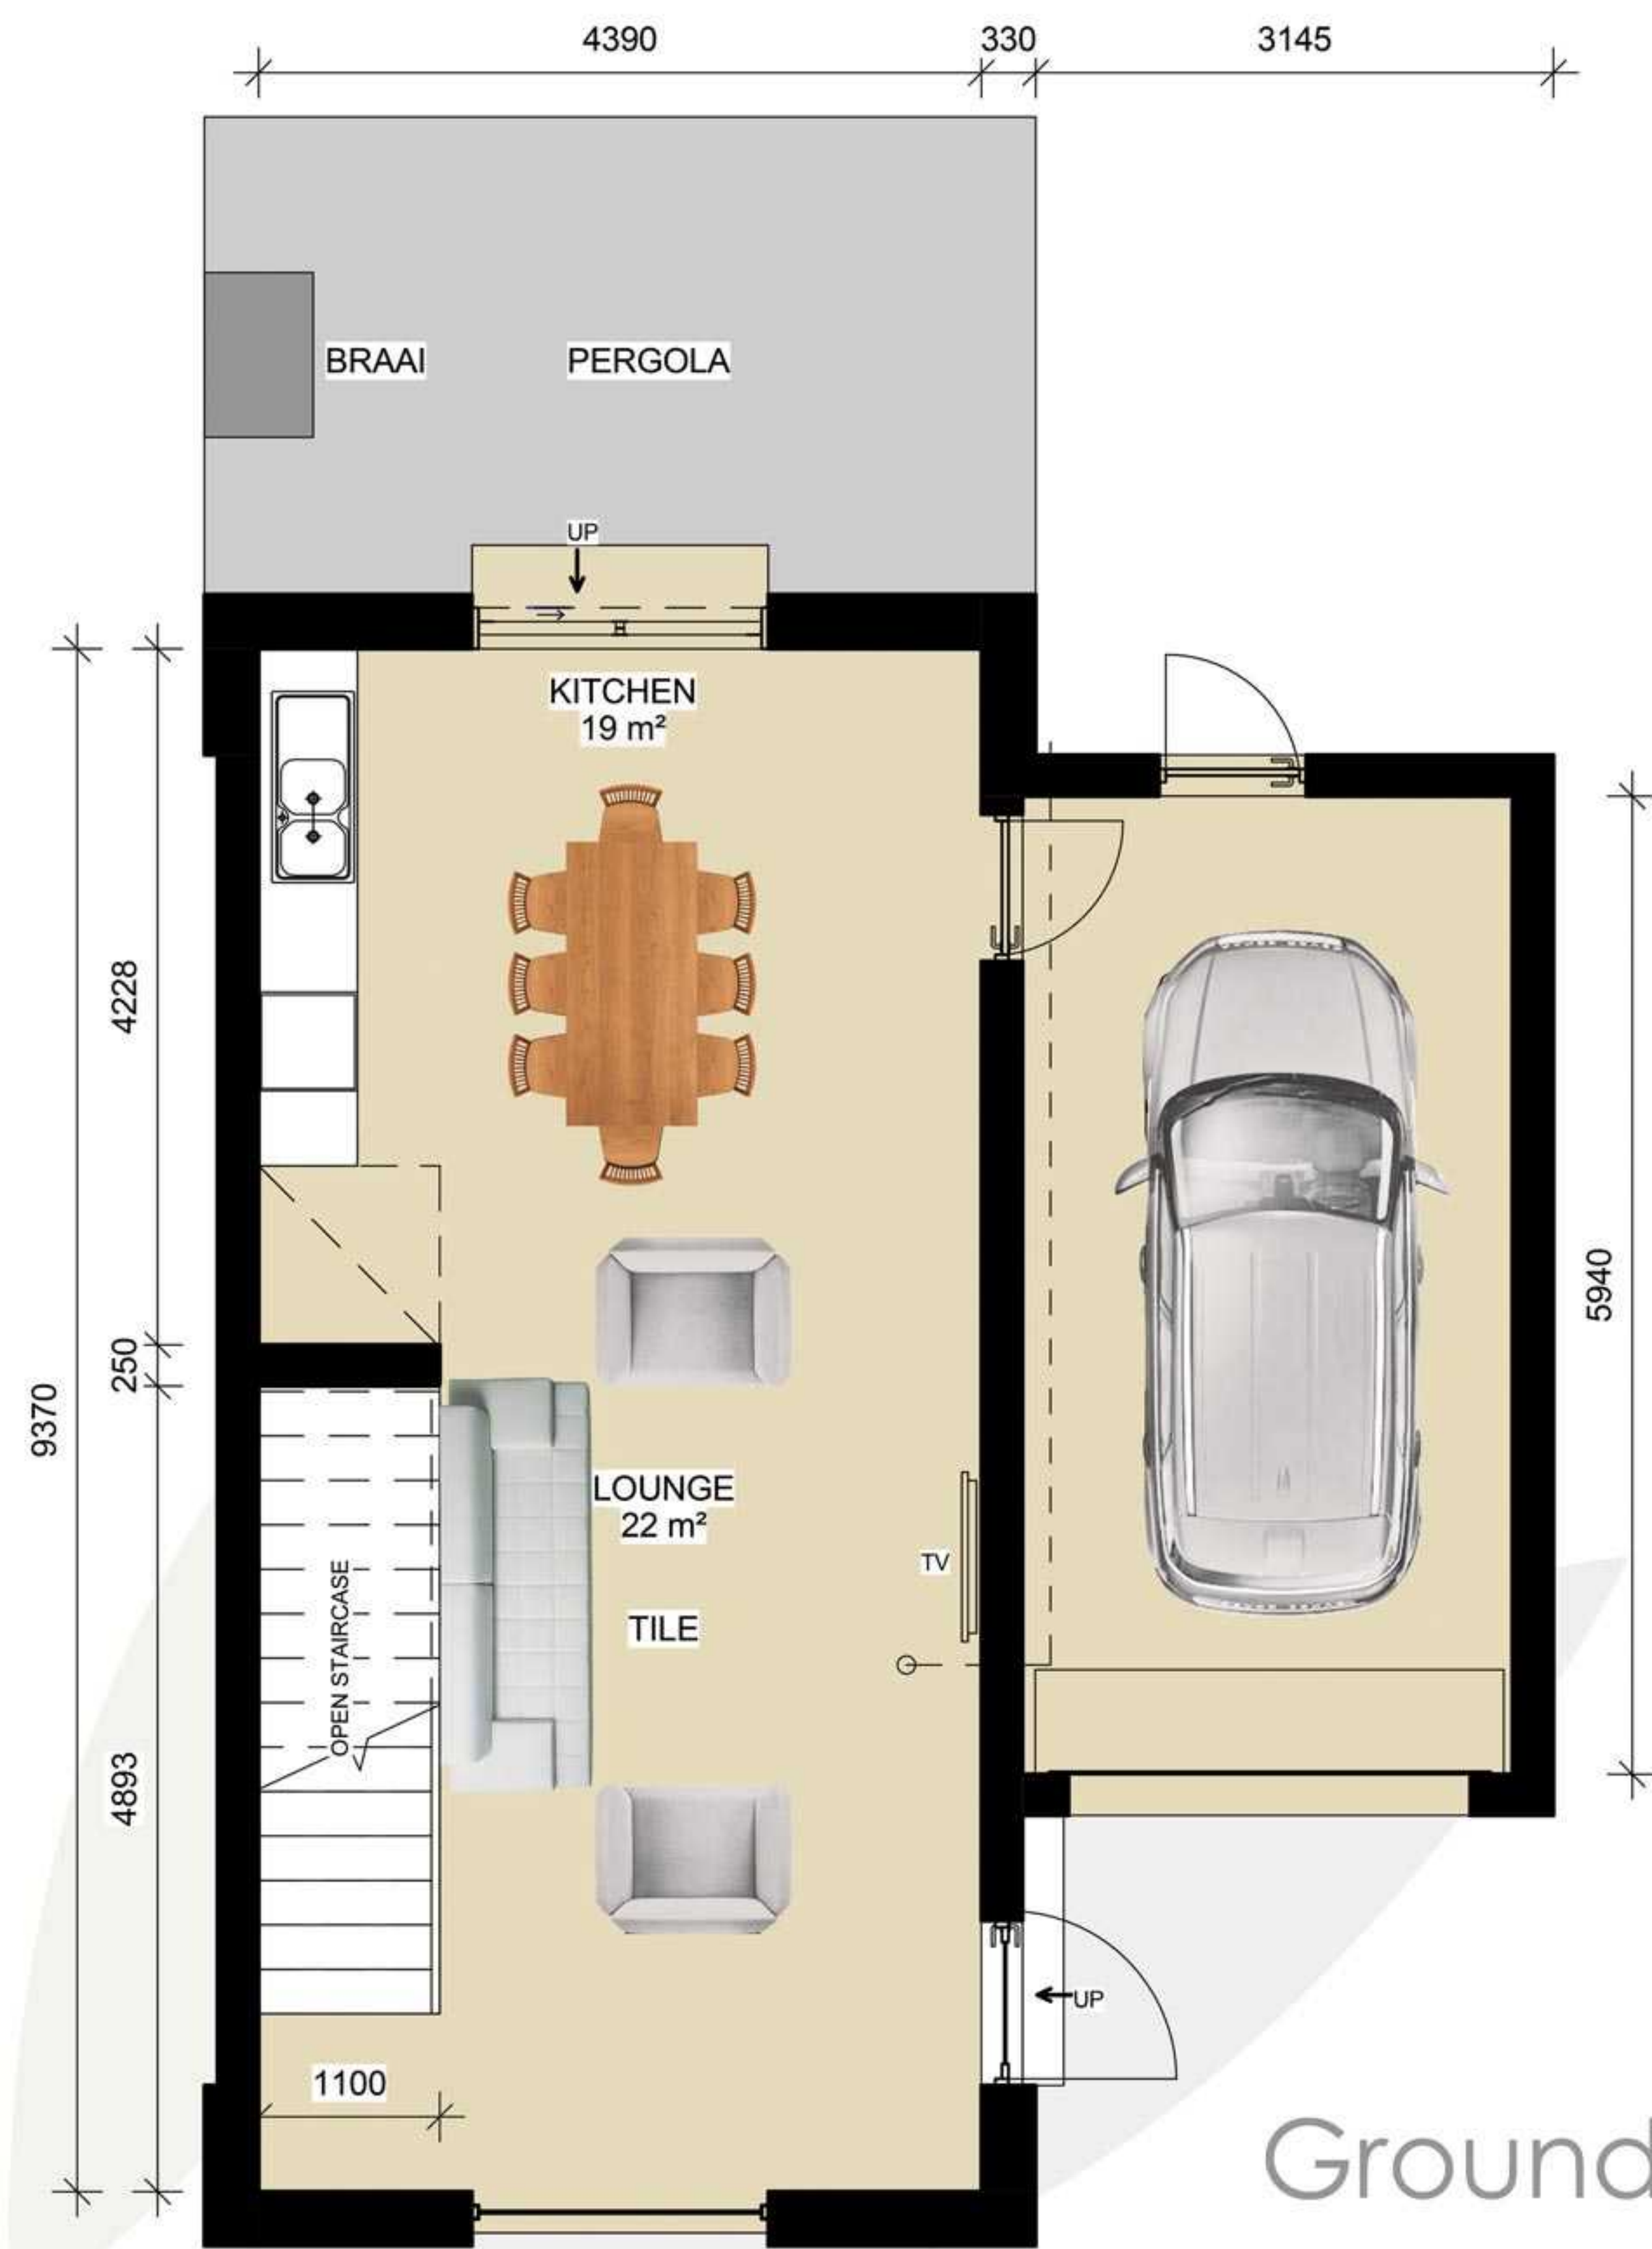 4390
330
3145
BRAAI
PERGOLA
UP
KITCHEN
19 m²
4228
250
9370
5940
LOUNGE
22 m²
TV
OPEN STAIRCASE
TILE
4893
UP
1100
Ground